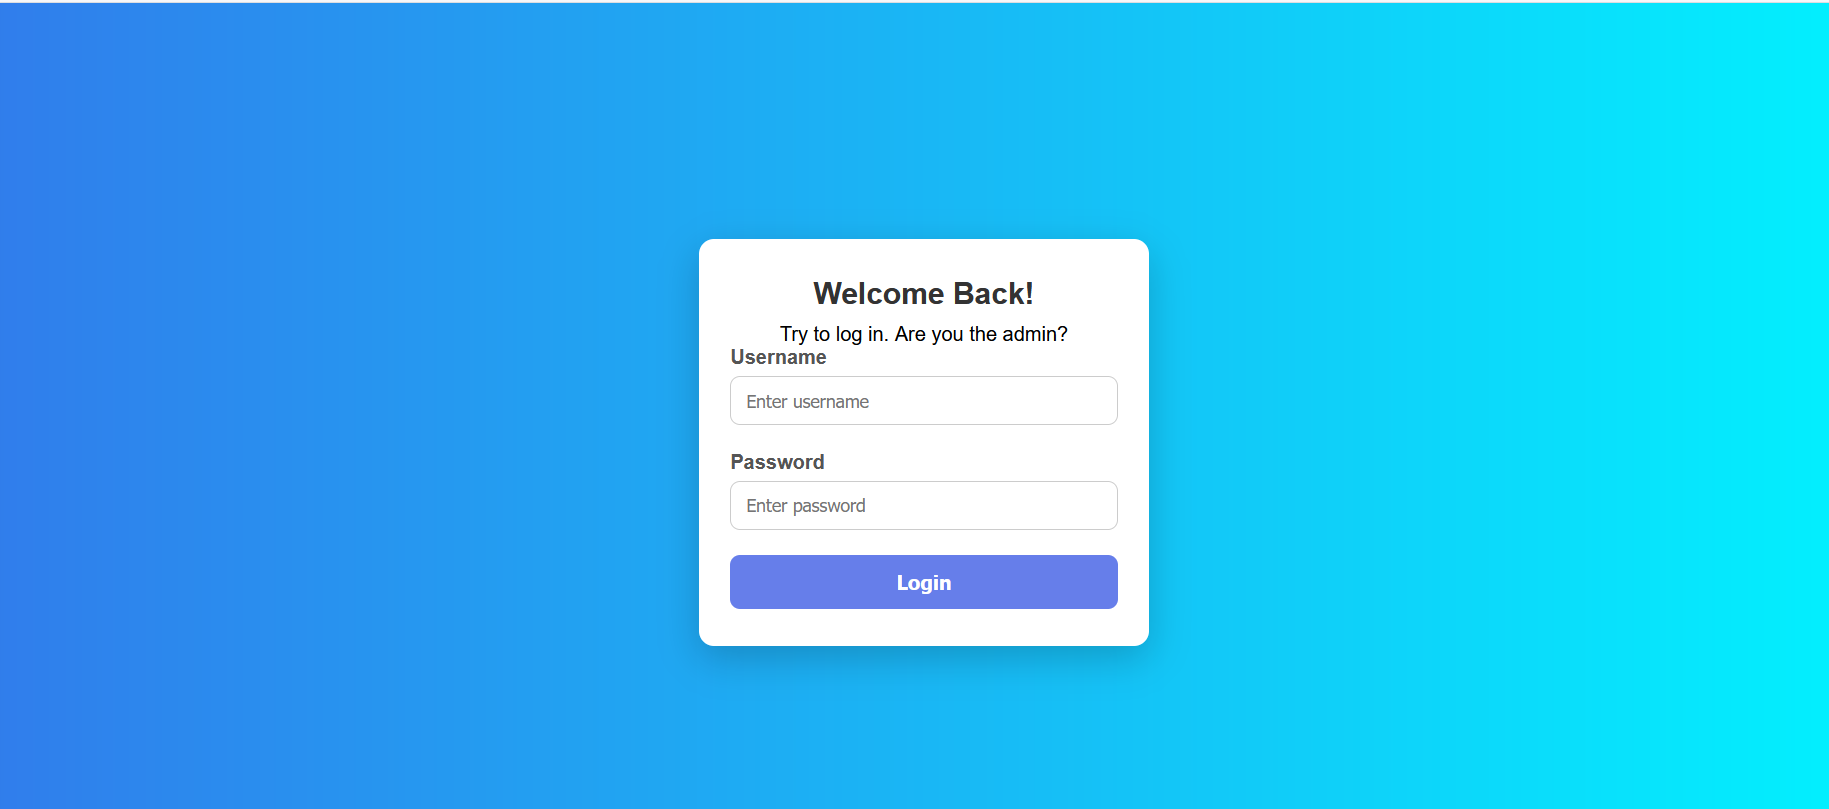 Welcome Back!
Try to log in. Are you the admin?
Username
Enter username
Password
Enter password
Login